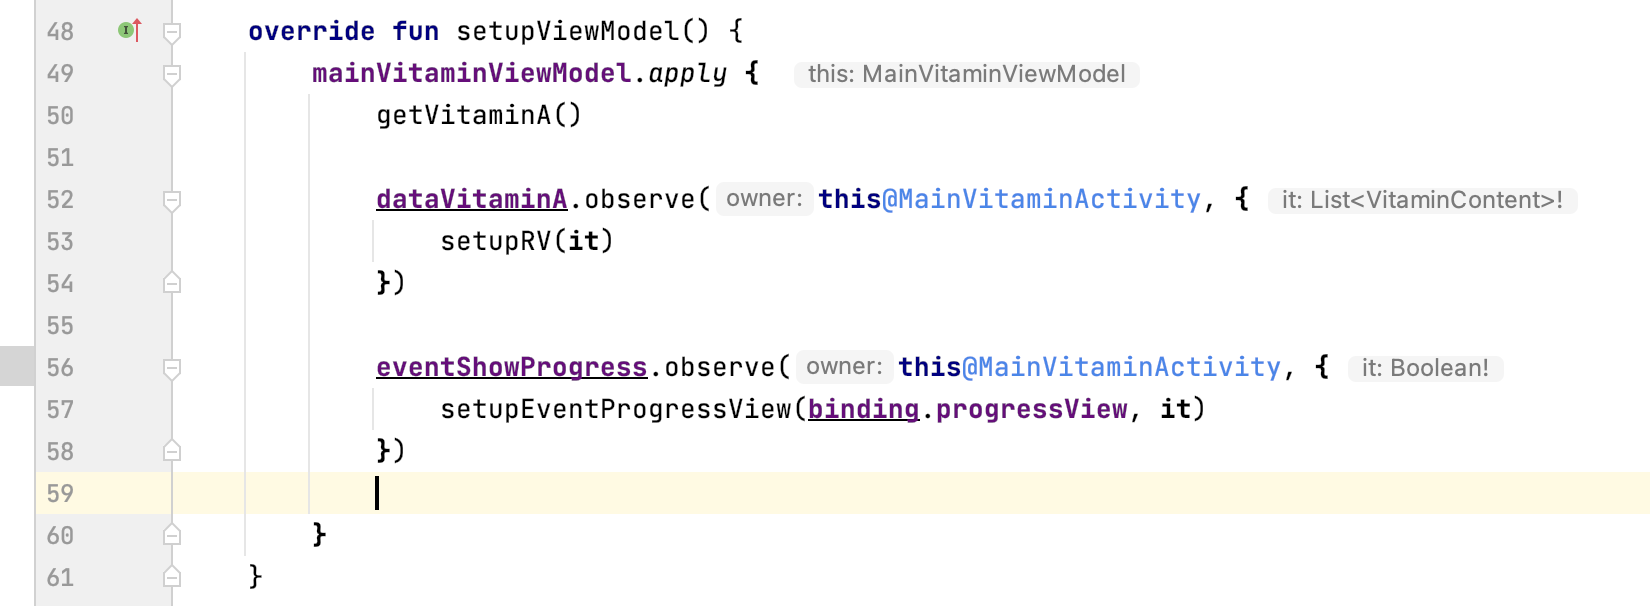 48 override fun setupViewModel() {
49 mainVitaminViewModel.apply { this: MainVitaminViewModel
50 getVitaminA()
51
52 dataVitaminA.observe( owner: this@MainVitaminActivity, { it: List<VitaminContent>!
53 setupRV(it)
54 })
55
56 eventShowProgress.observe( owner: this@MainVitaminActivity, { it: Boolean!
57 setupEventProgressView(binding.progressView, it)
58 })
59
60 }
61 }